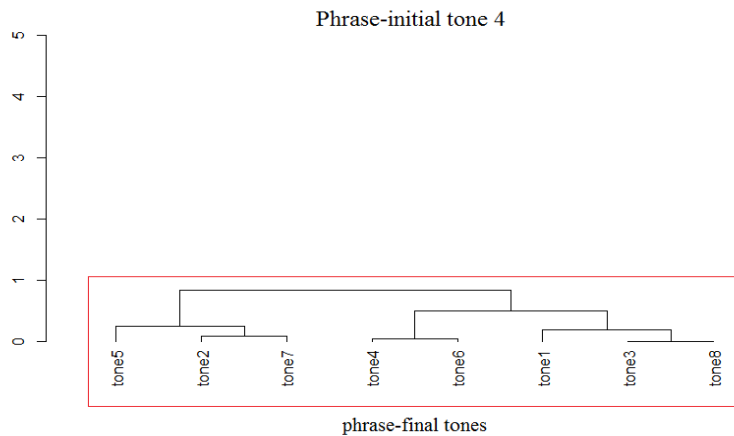 Phrase-initial tone 4
5
4
3
2
1
0
tone5
tone2
tone7
tone4
tone6
tone1
tone3
tone8
phrase-final tones